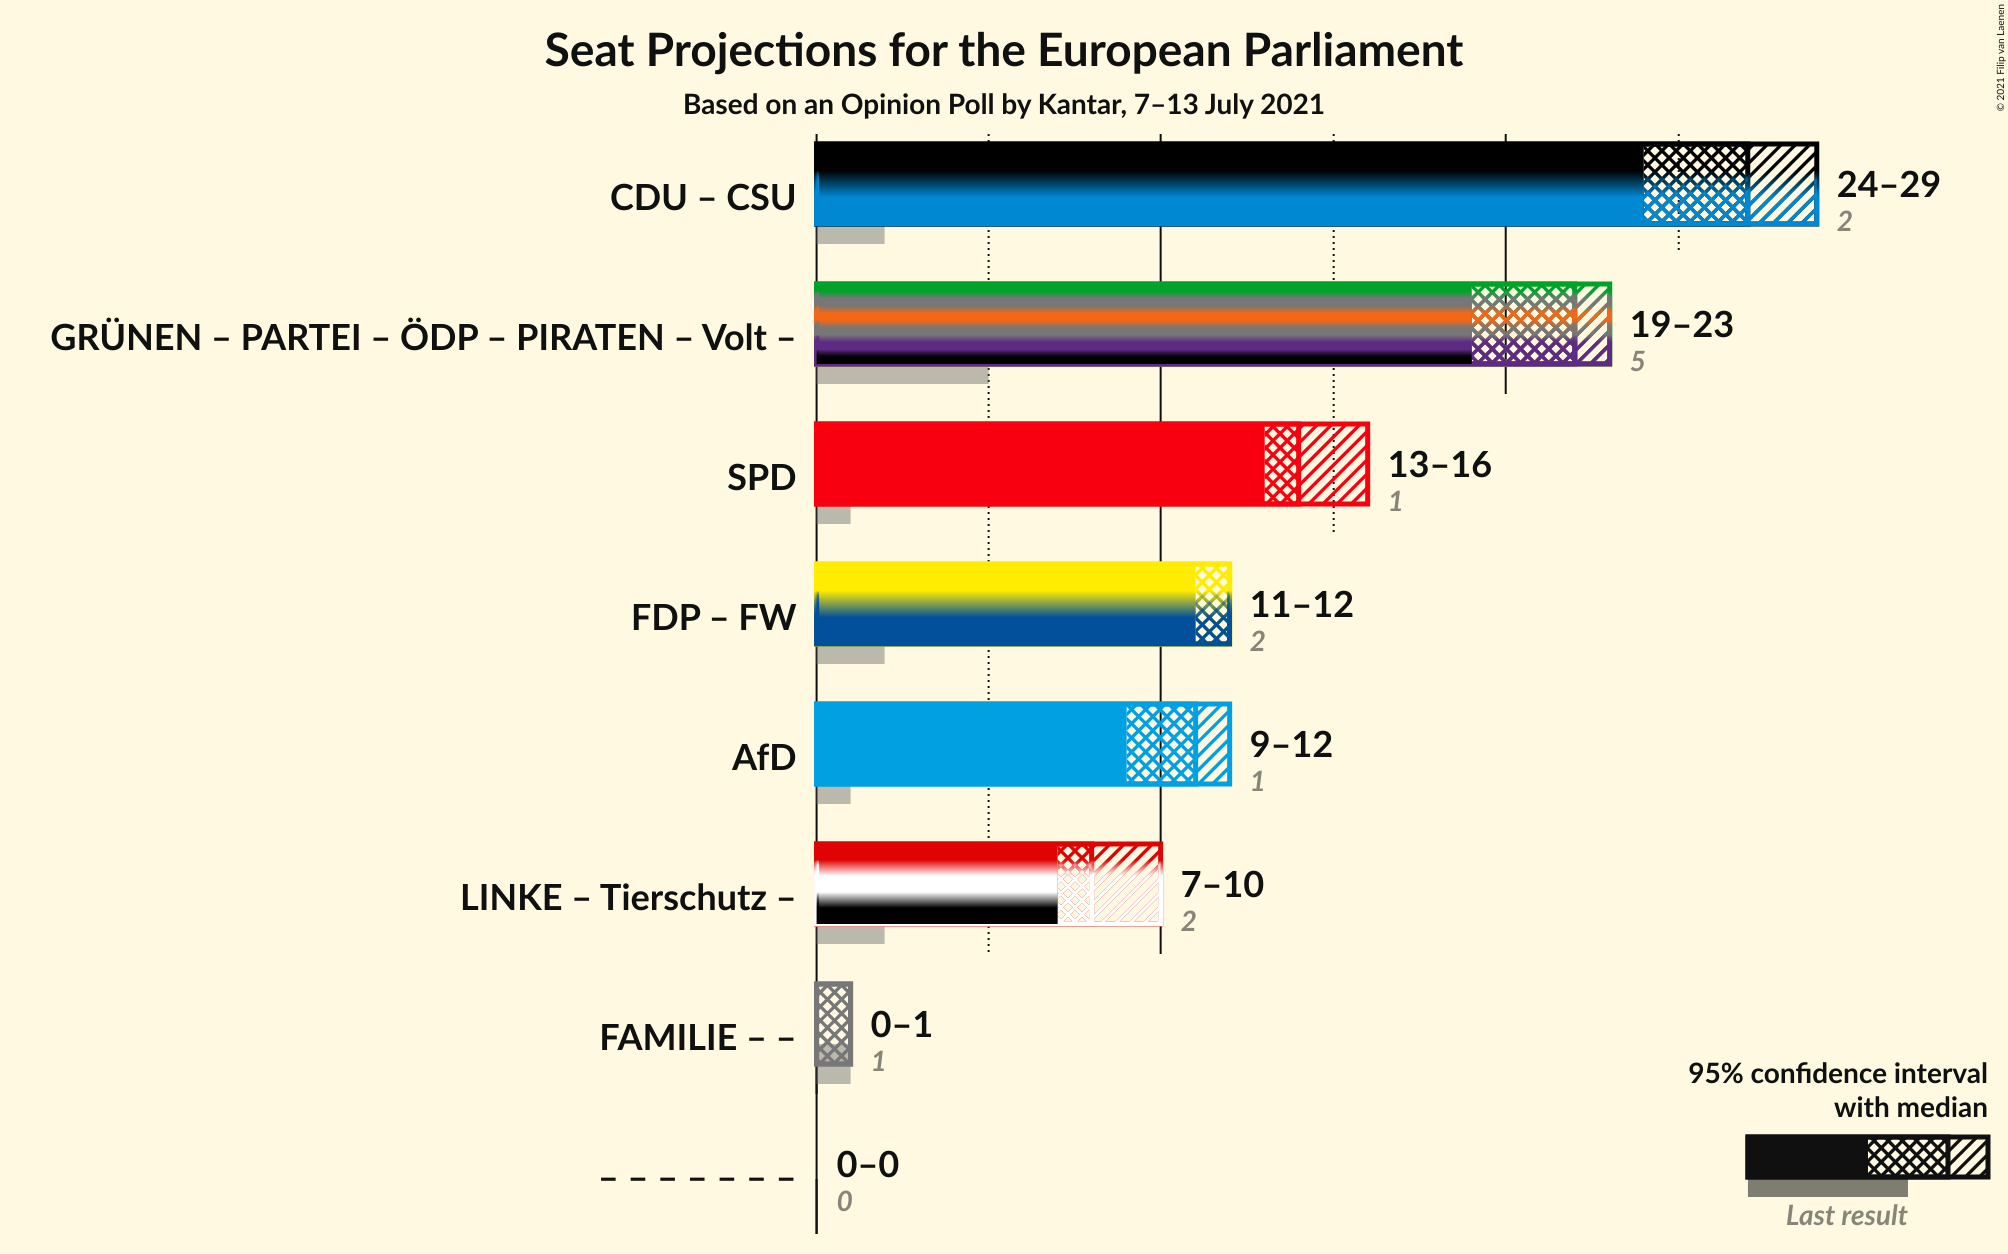 Seat Projections for the European Parliament
Based on an Opinion Poll by Kantar, 7–13 July 2021
© 2021 Filip van Laenen
CDU – CSU
24–29
2
GRÜNEN – PARTEI – ÖDP – PIRATEN – Volt –
19–23
5
SPD
13–16
1
FDP – FW
11–12
2
AfD
9–12
1
LINKE – Tierschutz –
7–10
2
FAMILIE – –
0–1
1
– – – – – – –
0–0
0
95% confidence interval
with median
Last result